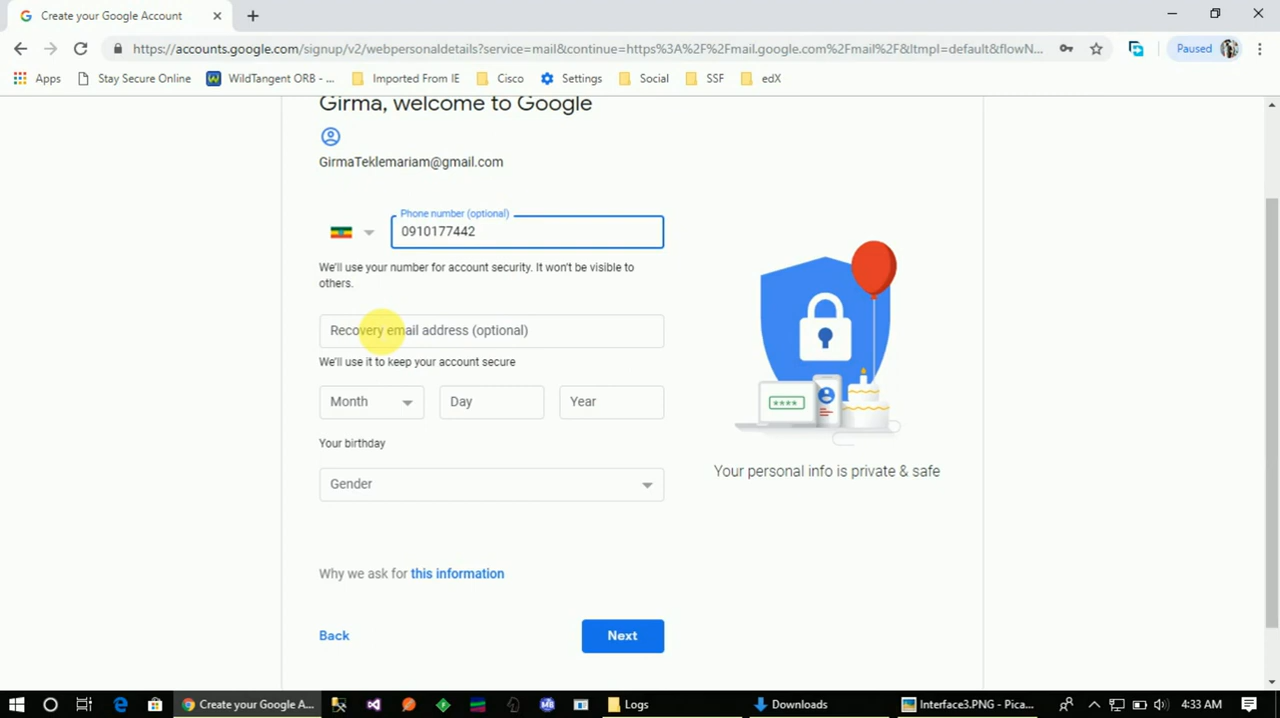 Create your Google Account
https://accounts.google.com/signup/v2/webpersonaldetails?service=mail&continue=https%3A%2F%2Fmail.google.com%2Fmail%2F&ltmpl=default&flowN...
Paused
Apps
Stay Secure Online
WildTangent ORB - ...
Imported From IE
Cisco
Settings
Social
SSF
edX
Girma, welcome to Google
GirmaTeklemariam@gmail.com
Phone number (optional)
0910177442
We'll use your number for account security. It won't be visible to
others.
Recovery email address (optional)
We'll use it to keep your account secure
Month
Day
Year
Your birthday
Gender
****
Your personal info is private & safe
Why we ask for this information
Back
Next
Create your Google A...
Logs
Downloads
Interface3.PNG - Pica...
4:33 AM